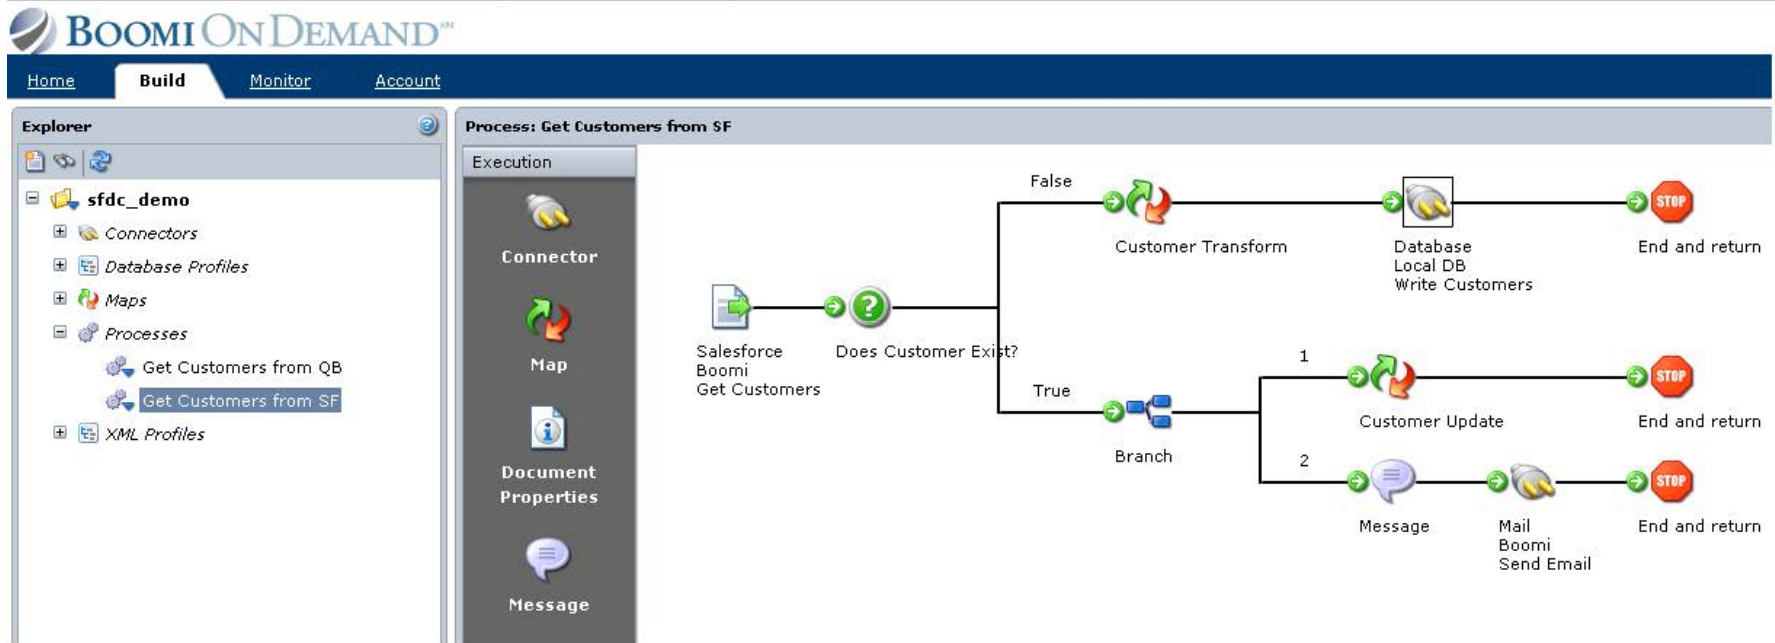 BOOMI ON DEMAND℠
Home
Build
Monitor
Account
Explorer
Process: Get Customers from SF
Execution
sfdc_demo
Connectors
Database Profiles
Maps
Processes
Get Customers from QB
Get Customers from SF
XML Profiles
Connector
Map
Document
Properties
Message
Salesforce
Boomi
Get Customers
Does Customer Exist?
False
Customer Transform
Database
Local DB
Write Customers
STOP
End and return
True
Branch
1
Customer Update
STOP
End and return
2
Message
Mail
Boomi
Send Email
STOP
End and return